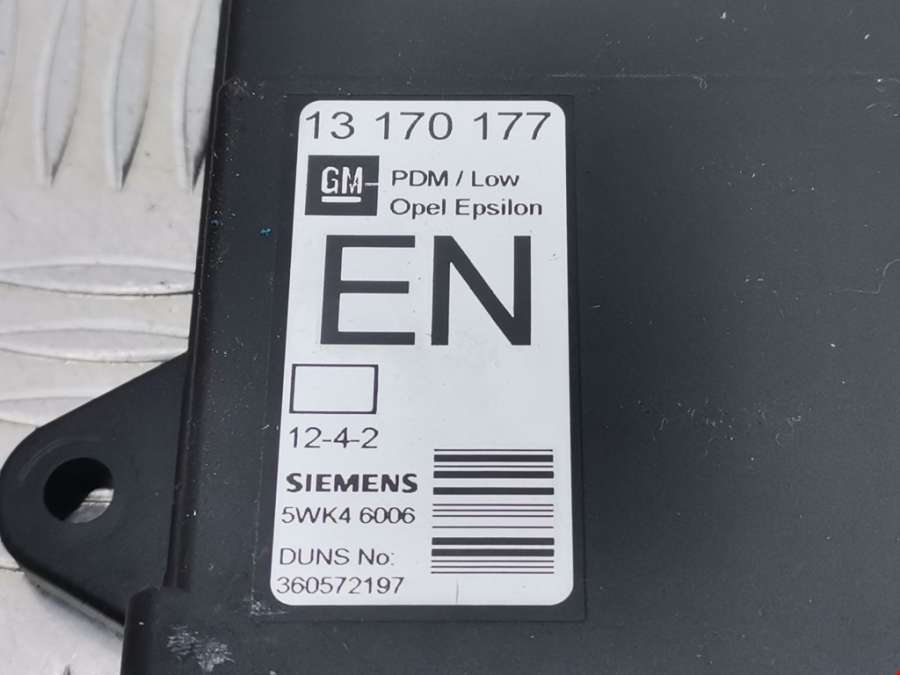 13 170 177
GM
PDM / Low
Opel Epsilon
EN
12-4-2
SIEMENS
5WK4 6006
DUNS No:
360572197